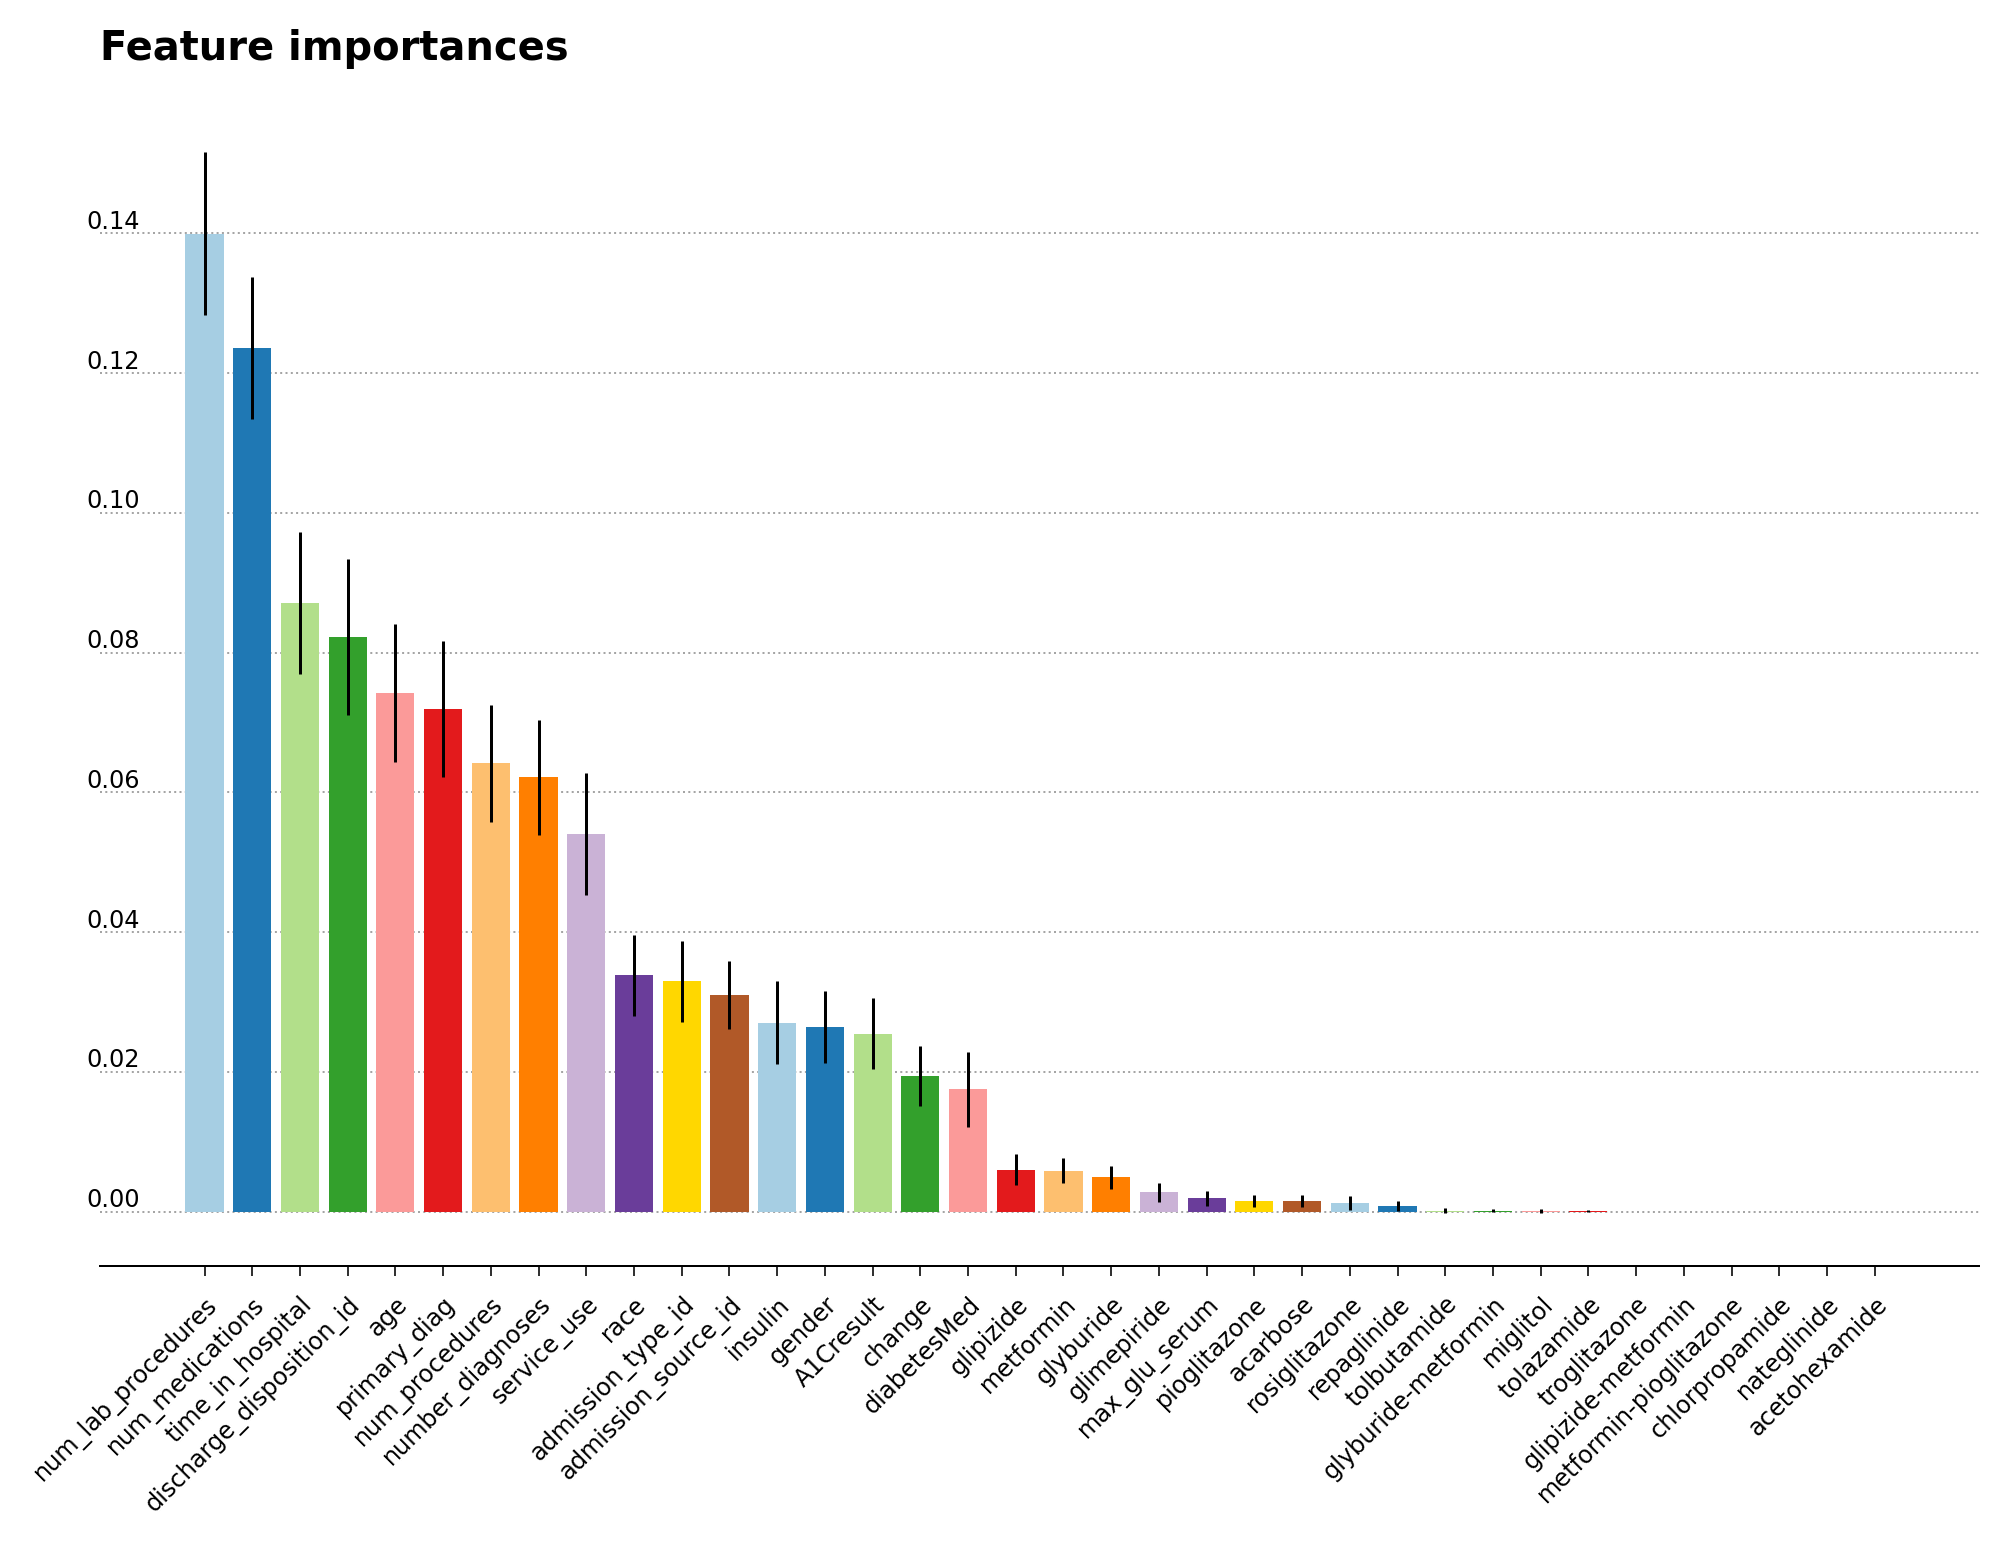 Feature importances
0.14
0.12
0.10
0.08
0.06
0.04
0.02
0.00
num_lab_procedures
num_medications
time_in_hospital
discharge_disposition_id
age
primary_diag
num_procedures
number_diagnoses
service_use
race
admission_type_id
admission_source_id
insulin
gender
A1Cresult
change
diabetesMed
glipizide
metformin
glyburide
glimepiride
max_glu_serum
pioglitazone
acarbose
rosiglitazone
repaglinide
tolbutamide
glyburide-metformin
miglitol
tolazamide
troglitazone
glipizide-metformin
metformin-pioglitazone
chlorpropamide
nateglinide
acetohexamide